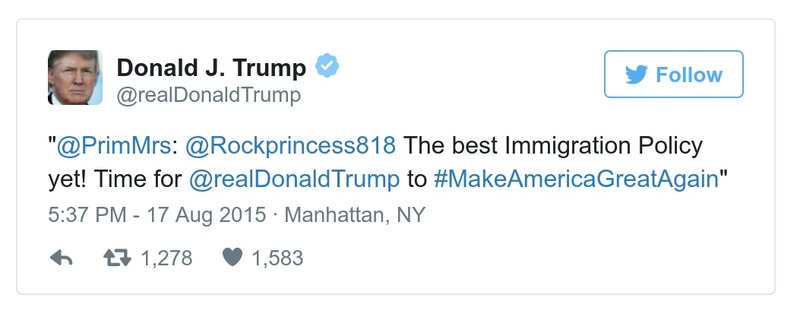 Donald J. Trump
@realDonaldTrump
Follow
"@PrimMrs: @Rockprincess818 The best Immigration Policy
yet! Time for @realDonaldTrump to #MakeAmericaGreatAgain"
5:37 PM - 17 Aug 2015 · Manhattan, NY
1,278 1,583